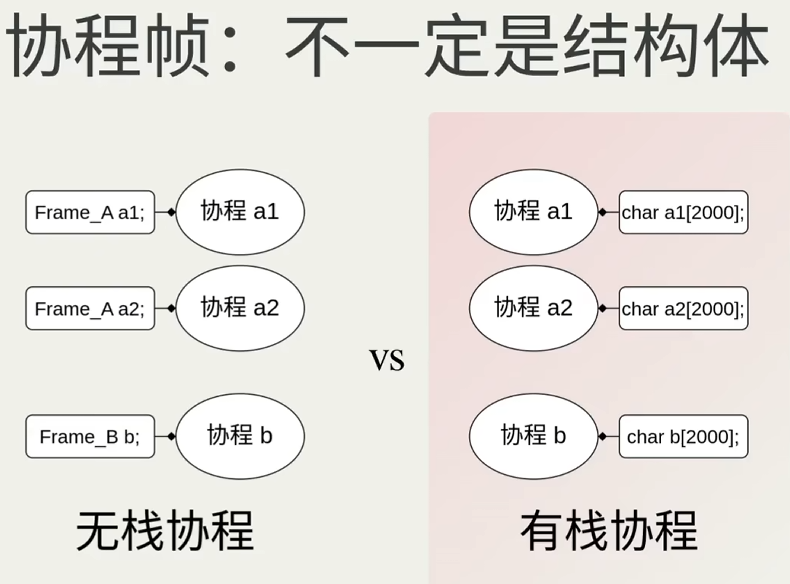 协程帧：不一定是结构体
Frame_A a1;
协程 a1
Frame_A a2;
协程 a2
Frame_B b;
协程 b
无栈协程
vs
协程 a1
char a1[2000];
协程 a2
char a2[2000];
协程 b
char b[2000];
有栈协程